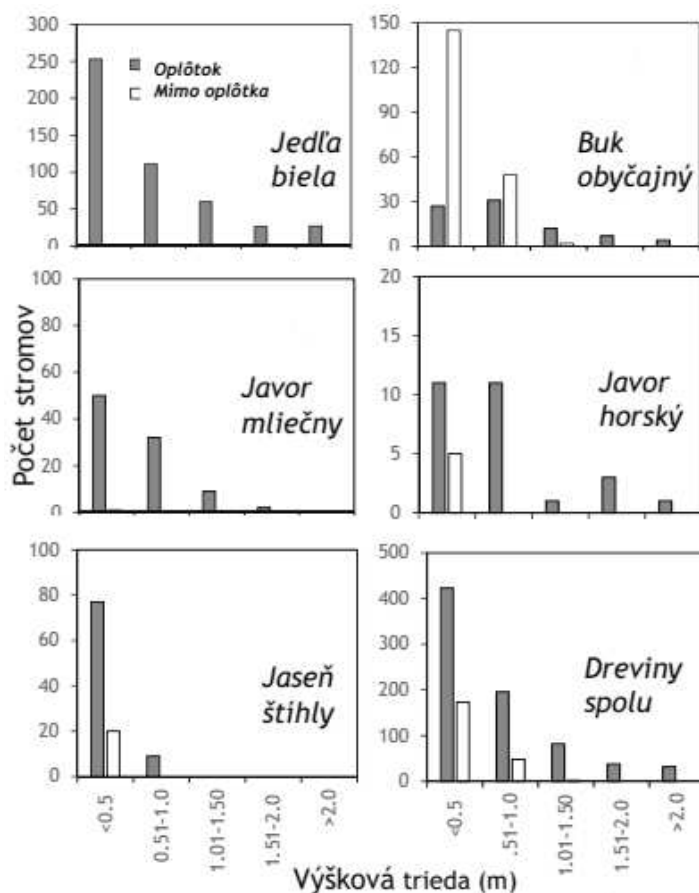 300
250
200
150
100
50
0
Oplôtok
Mimo oplôtka
Jedľa
biela
150
120
90
60
30
0
Buk
obyčajný
Počet stromov
100
80
60
40
20
0
Javor
mliečny
20
15
10
5
0
Javor
horský
100
80
60
40
20
0
Jaseň
štihly
<0.5
0.51-1.0
1.01-1.50
1.51-2.0
>2.0
500
400
300
200
100
0
Dreviny
spolu
<0.5
.51-1.0
1.01-1.50
1.51-2.0
>2.0
Výšková trieda (m)